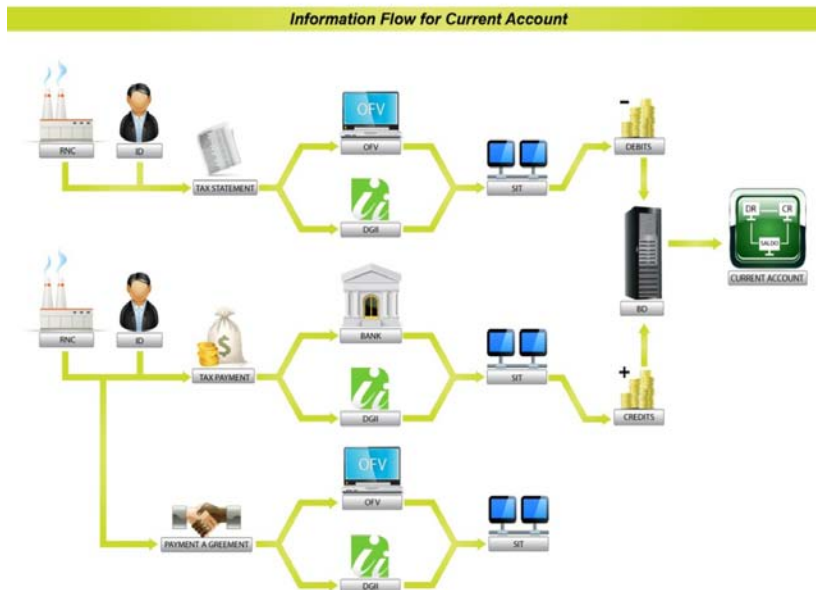 Information Flow for Current Account
OFV
RNC
ID
OFV
-
DEBITS
TAX STATEMENT
SIT
DGII
DR
CR
SALDO
CURRENT ACCOUNT
BD
RNC
ID
$
BANK
TAX PAYMENT
SIT
+
CREDITS
DGII
OFV
OFV
PAYMENT A GREEMENT
SIT
DGII